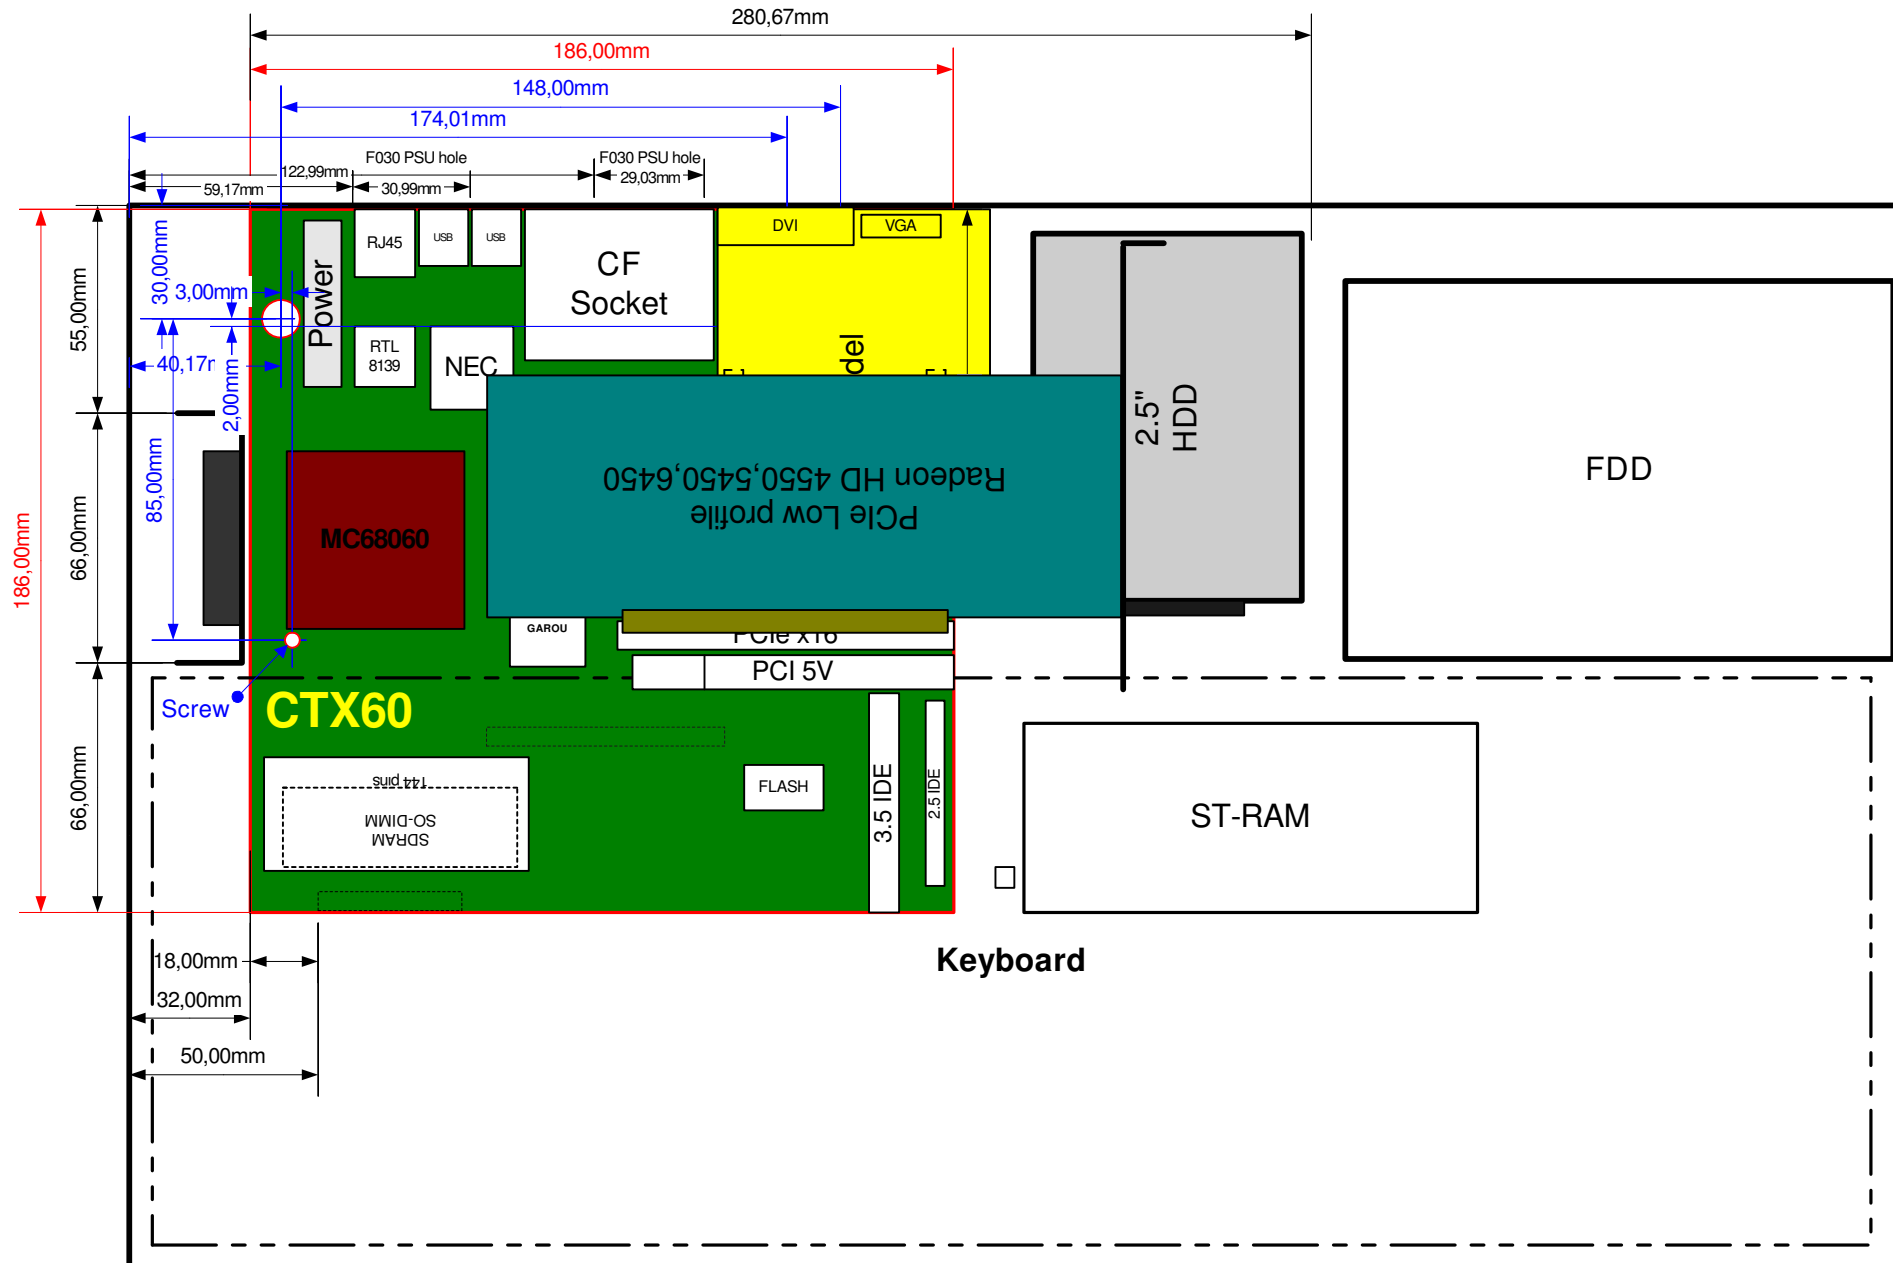 280,67mm
186,00mm
148,00mm
174,01mm
F030 PSU hole
F030 PSU hole
122,99mm
29,03mm
59,17mm
30,99mm
DVI
VGA
RJ45
USB
USB
CF
Socket
Power
30,00mm
3,00mm
55,00mm
RTL
8139
NEC
40,17
2,00mm
del
2.5"
HDD
FDD
Radeon HD 4550,5450,6450
PCIe Low profile
85,00mm
66,00mm
186,00mm
MC68060
GAROU
PCIe x16
PCI 5V
Screw
CTX60
144 pins
SDRAM
SO-DIMM
FLASH
3.5 IDE
2.5 IDE
ST-RAM
66,00mm
Keyboard
18,00mm
32,00mm
50,00mm